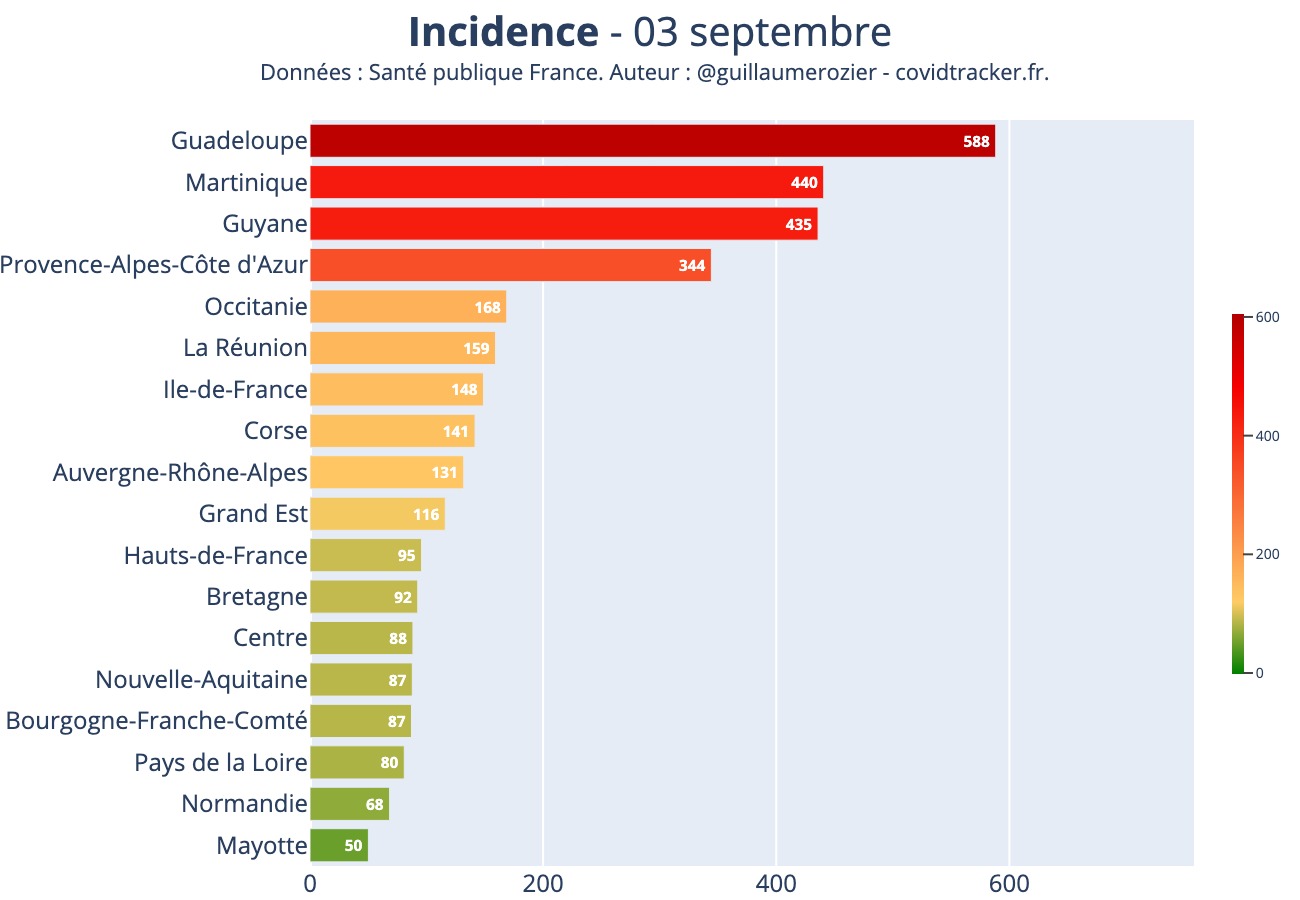 Incidence - 03 septembre
Données : Santé publique France. Auteur : @guillaumerozier - covidtracker.fr.
Guadeloupe 588
Martinique 440
Guyane 435
Provence-Alpes-Côte d'Azur 344
Occitanie 168
La Réunion 159
Ile-de-France 148
Corse 141
Auvergne-Rhône-Alpes 131
Grand Est 116
Hauts-de-France 95
Bretagne 92
Centre 88
Nouvelle-Aquitaine 87
Bourgogne-Franche-Comté 87
Pays de la Loire 80
Normandie 68
Mayotte 50
0 200 400 600
600
400
200
0